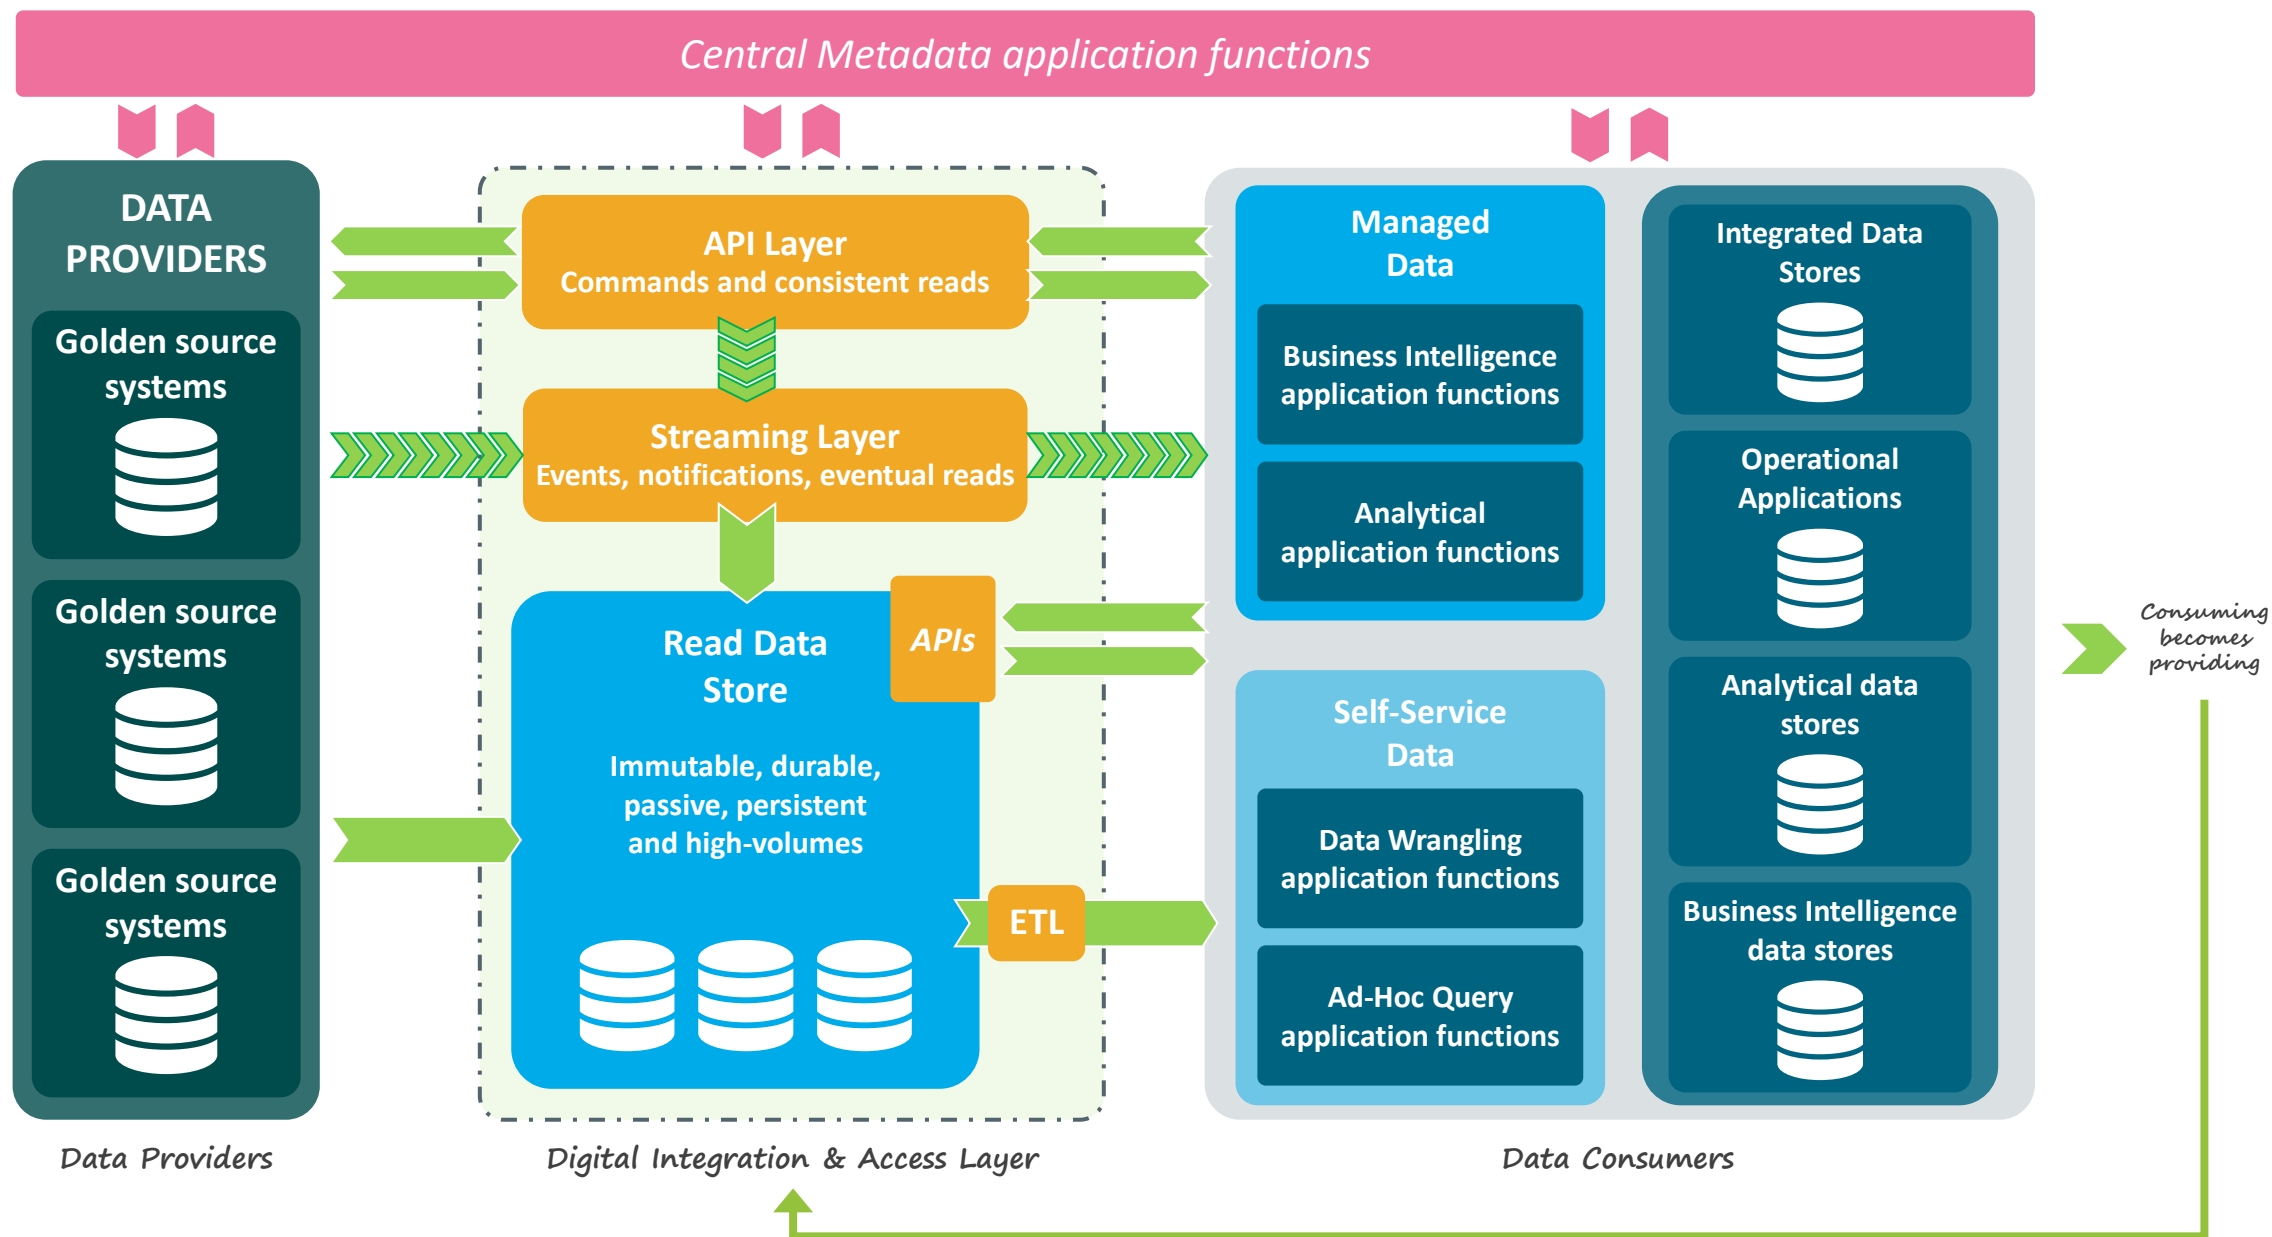 Central Metadata application functions
DATA
PROVIDERS
Golden source
systems
Golden source
systems
Golden source
systems
Data Providers
API Layer
Commands and consistent reads
Streaming Layer
Events, notifications, eventual reads
Read Data
Store
APIs
Immutable, durable,
passive, persistent
and high-volumes
ETL
Digital Integration & Access Layer
Managed
Data
Business Intelligence
application functions
Analytical
application functions
Self-Service
Data
Data Wrangling
application functions
Ad-Hoc Query
application functions
Integrated Data
Stores
Operational
Applications
Analytical data
stores
Business Intelligence
data stores
Data Consumers
Consuming
becomes
providing